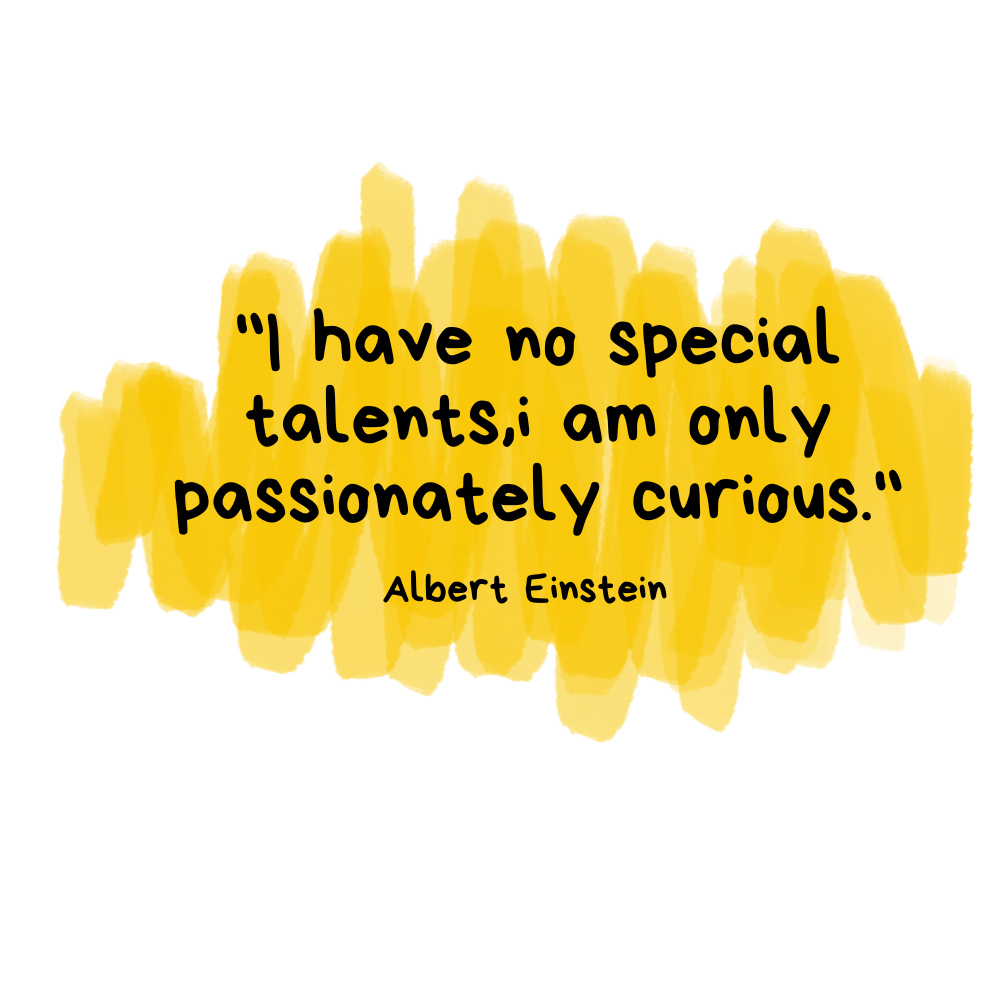 "I have no special
talents,i am only
passionately curious."
Albert Einstein